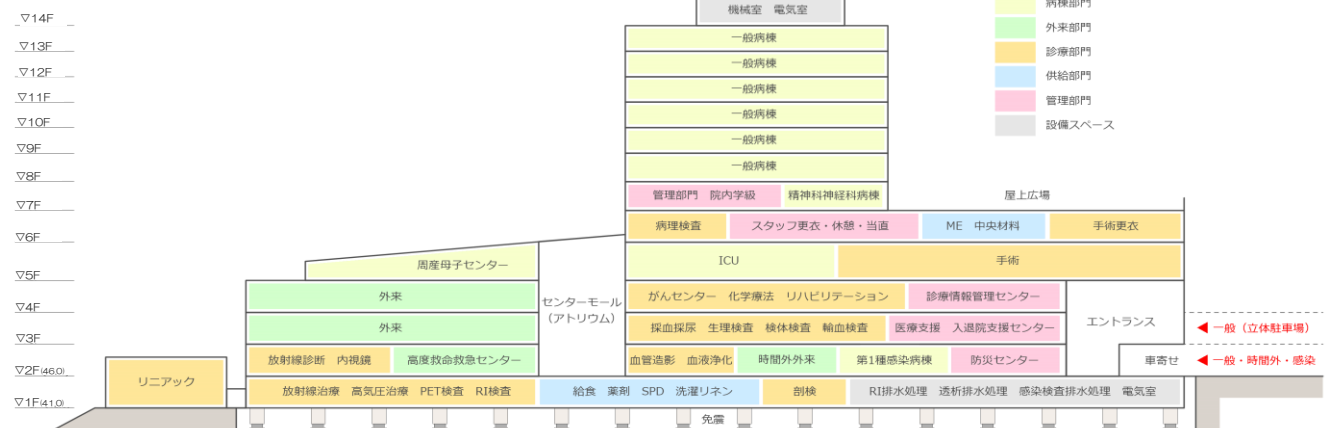 ▽14F
機械室 電気室
病棟部門
外来部門
診療部門
供給部門
管理部門
設備スペース
▽13F
一般病棟
▽12F
一般病棟
▽11F
一般病棟
▽10F
一般病棟
▽9F
一般病棟
▽8F
一般病棟
▽7F
管理部門 院内学級 精神科神経科病棟 屋上広場
▽6F
病理検査 スタッフ更衣・休憩・当直 ME 中央材料 手術更衣
▽5F
周産母子センター ICU 手術
▽4F
外来 センターモール
(アトリウム)
がんセンター 化学療法 リハビリテーション 診療情報管理センター エントランス
▽3F
外来 採血採尿 生理検査 検体検査 輸血検査 医療支援 入退院支援センター ◀一般(立体駐車場)
▽2F(46.0)
リニアック 放射線診断 内視鏡 高度救命救急センター 血管造影 血液浄化 時間外外来 第1種感染病棟 防災センター 車寄せ ◀一般・時間外・感染
▽1F(41.0)
放射線治療 高気圧治療 PET検査 RI検査 給食 薬剤 SPD 洗濯リネン 剖検 RI排水処理 透析排水処理 感染検査排水処理 電気室
免震